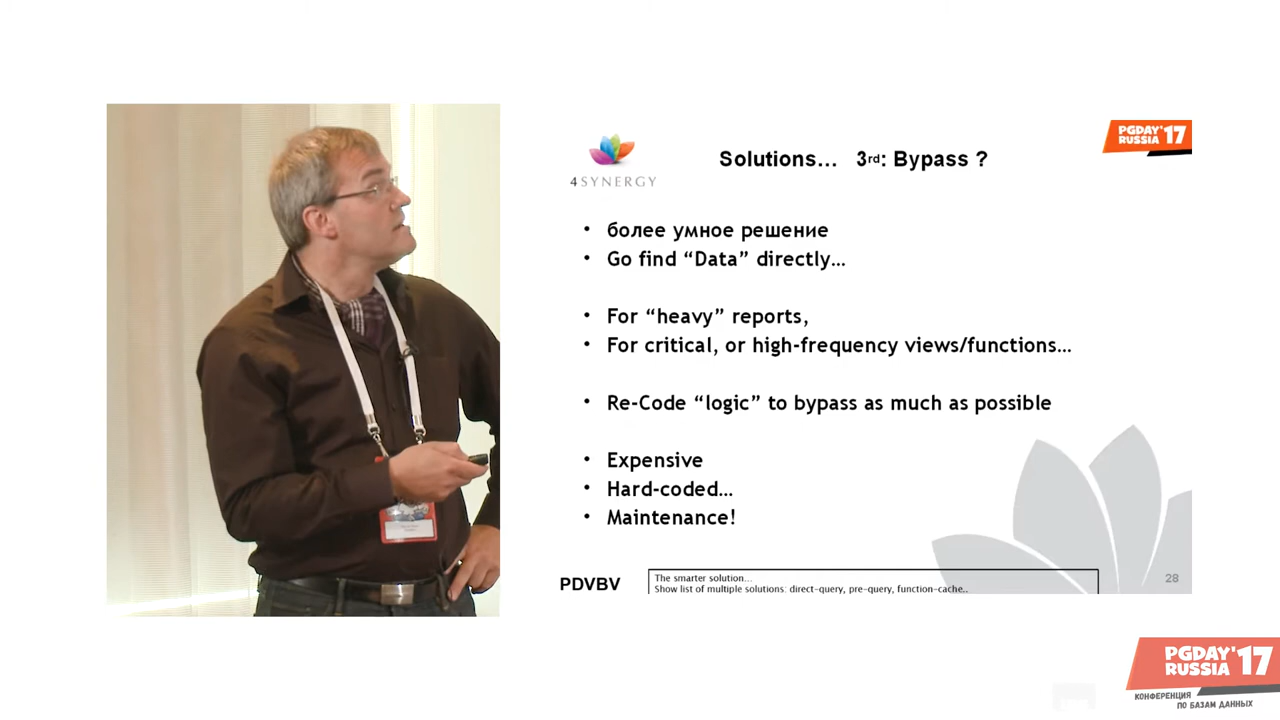 PGDAY'17
RUSSIA
4SYNERGY
Solutions… 3rd: Bypass ?
• более умное решение
• Go find “Data” directly…
• For “heavy” reports,
• For critical, or high-frequency views/functions…
• Re-Code “logic” to bypass as much as possible
• Expensive
• Hard-coded…
• Maintenance!
PDVBV
The smarter solution...
Show list of multiple solutions: direct-query, pre-query, function-cache..
28
PGDAY'17
RUSSIA
КОНФЕРЕНЦИЯ
ПО БАЗАМ ДАННЫХ